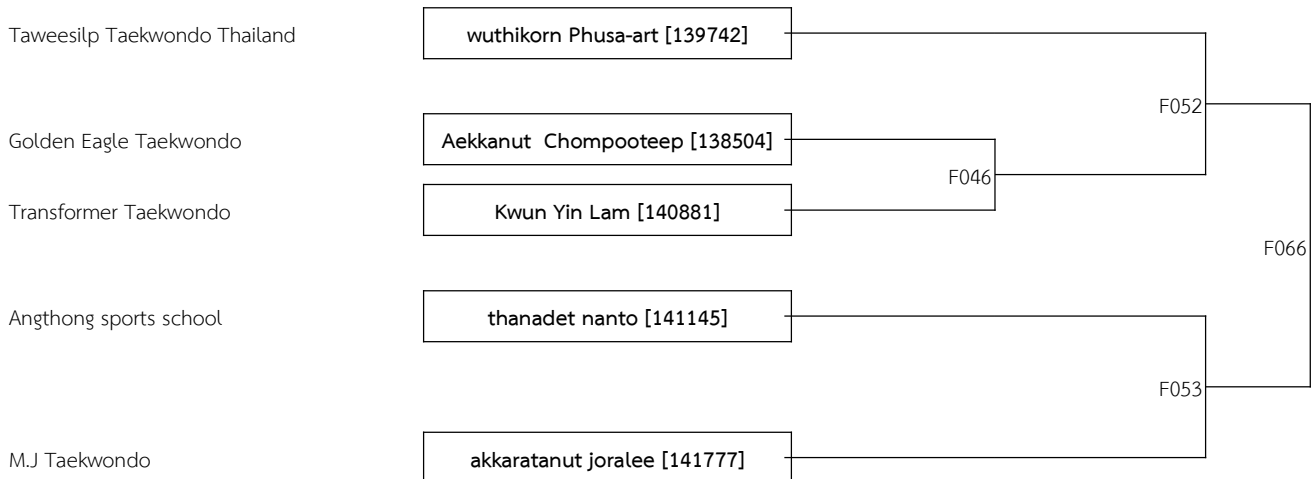 Taweesilp Taekwondo Thailand wuthikorn Phusa-art [139742]
F052
Golden Eagle Taekwondo Aekkanut  Chompooteep [138504]
F046
Transformer Taekwondo Kwun Yin Lam [140881]
F066
Angthong sports school thanadet nanto [141145]
F053
M.J Taekwondo akkaratanut joralee [141777]